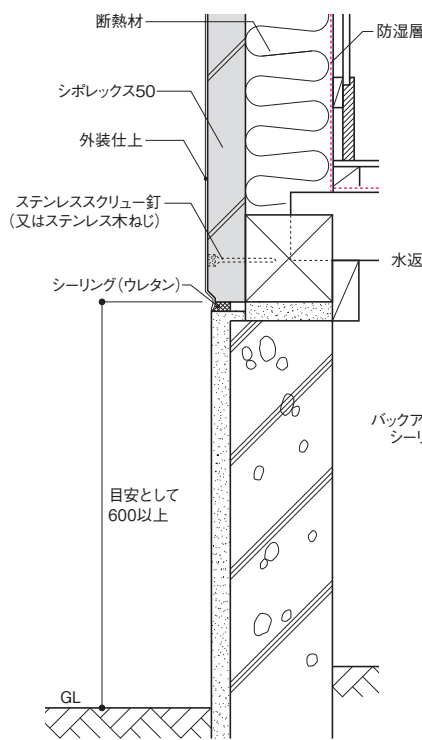 断熱材
防湿層
シポレックス50
外装仕上
ステンレススクリュー釘
(又はステンレス木ねじ)
水返
シーリング(ウレタン)
バックア
シーリ
目安として
600以上
GL